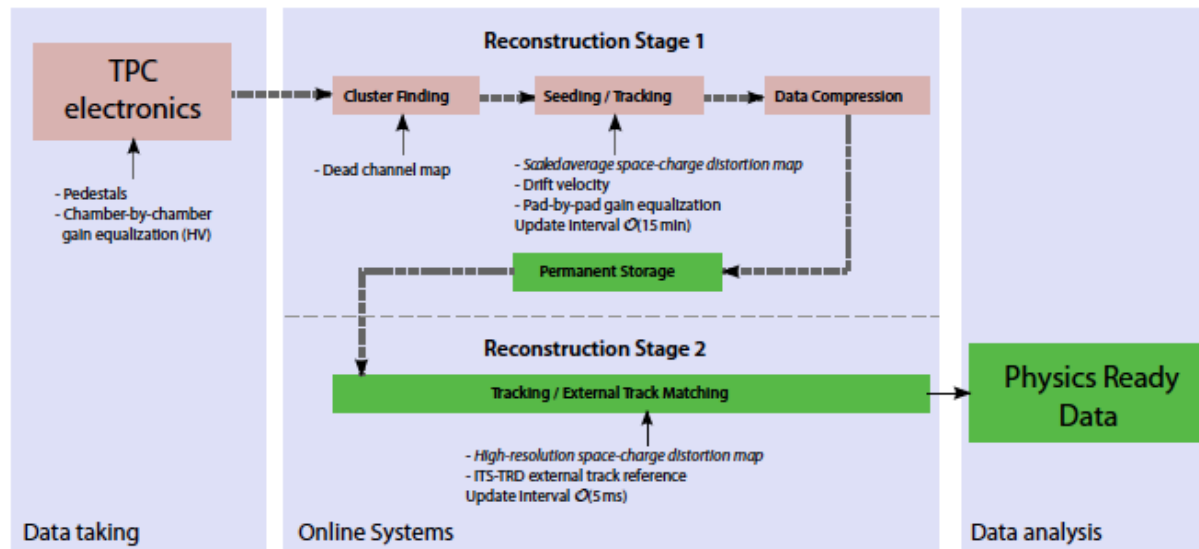 TPC
electronics
- Pedestals
- Chamber-by-chamber
gain equalization (HV)
Data taking
Reconstruction Stage 1
Cluster Finding
Seeding / Tracking
Data Compression
- Dead channel map
- Scaled average space-charge distortion map
- Drift velocity
- Pad-by-pad gain equalization
Update Interval 𝒪(15 min)
Permanent Storage
Reconstruction Stage 2
Tracking / External Track Matching
- High-resolution space-charge distortion map
- ITS-TRD external track reference
Update Interval 𝒪(5 ms)
Online Systems
Physics Ready
Data
Data analysis